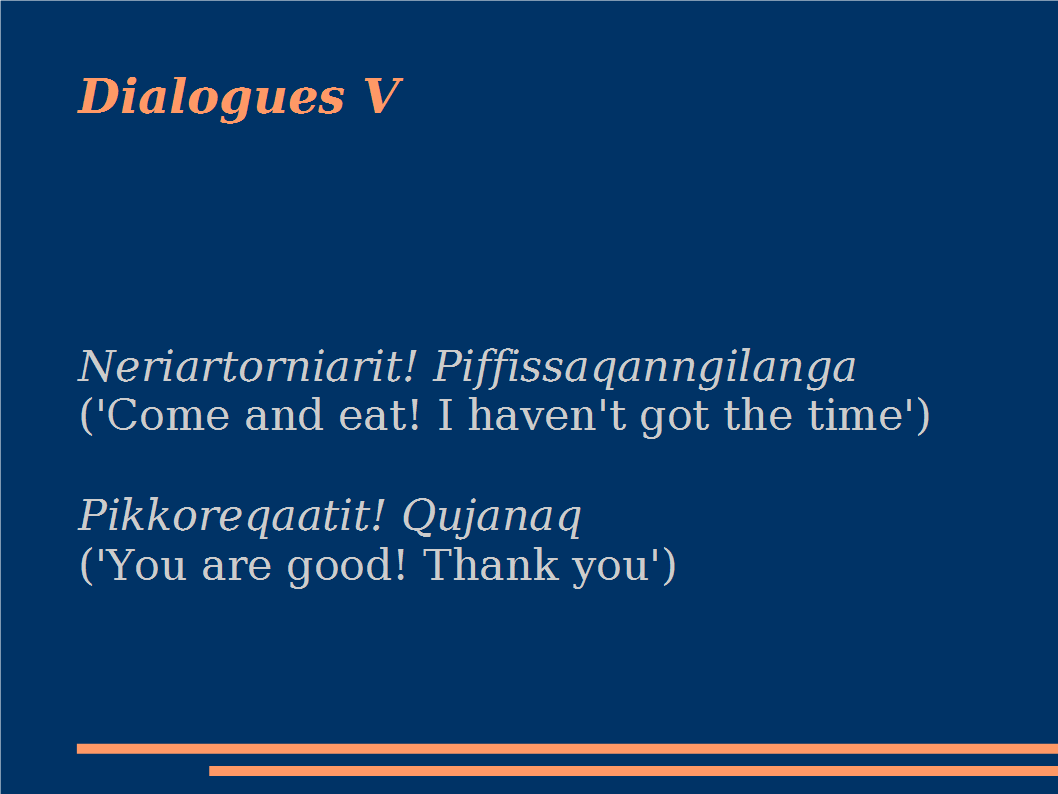 Dialogues V
Neriartorniarit! Piffissaqanngilanga
('Come and eat! I haven't got the time')
Pikkoreqaatit! Qujanaq
('You are good! Thank you')